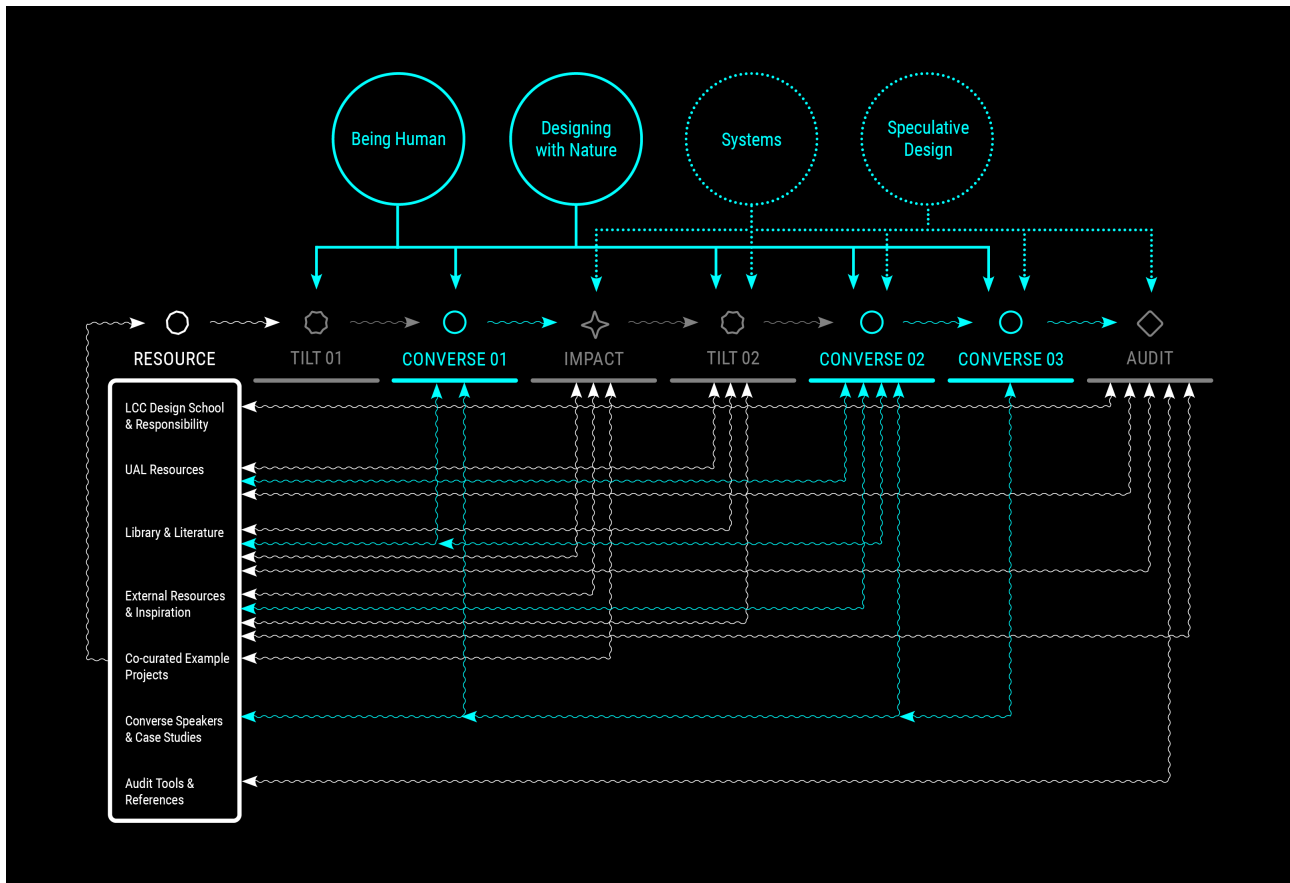 Being Human
Designing
with Nature
Systems
Speculative
Design
RESOURCE
TILT 01
CONVERSE 01
IMPACT
TILT 02
CONVERSE 02
CONVERSE 03
AUDIT
LCC Design School
& Responsibility
UAL Resources
Library & Literature
External Resources
& Inspiration
Co-curated Example
Projects
Converse Speakers
& Case Studies
Audit Tools &
References